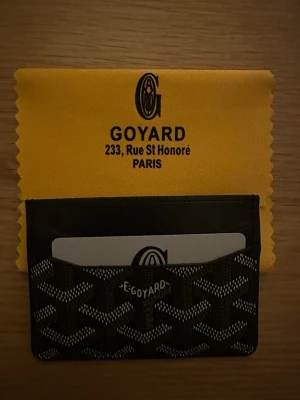 GOYARD
233, Rue St Honoré
PARIS
E.GOYARD